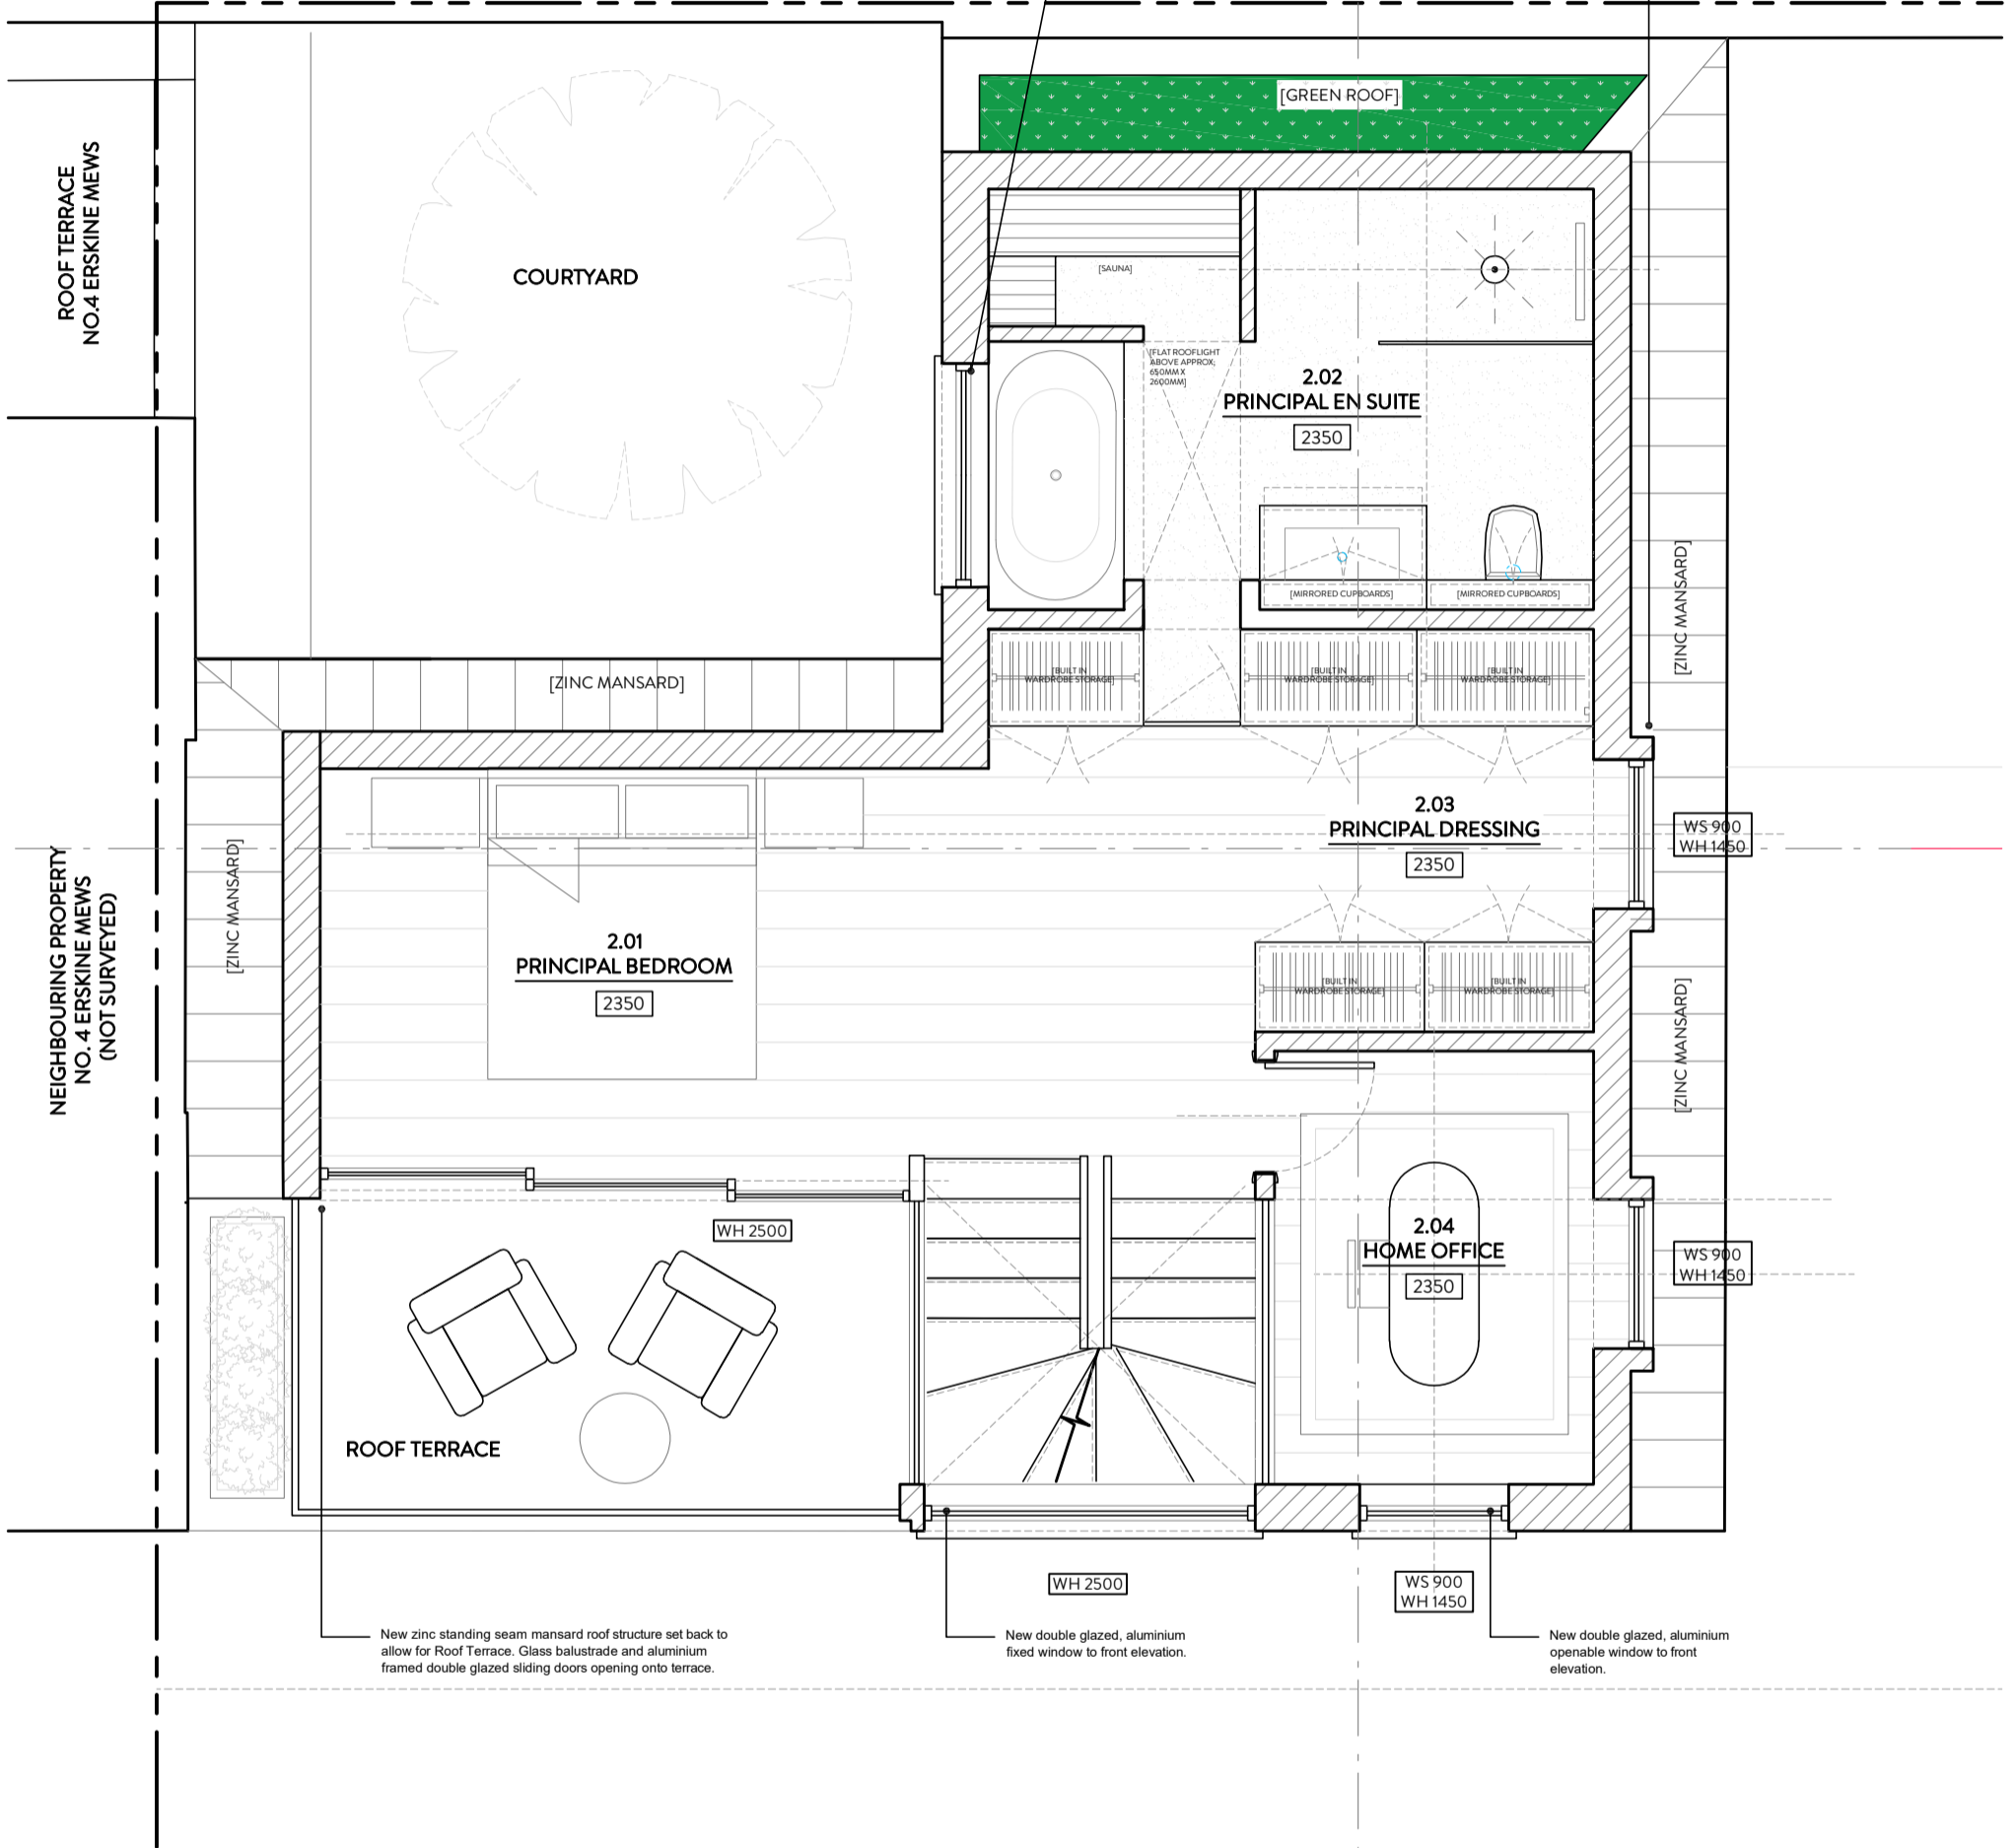 [GREEN ROOF]
ROOF TERRACE
NO.4 ERSKINE MEWS
COURTYARD
[SAUNA]
[FLAT ROOFLIGHT
ABOVE APPROX.
650MM X
2600MM]
2.02
PRINCIPAL EN SUITE
2350
[MIRRORED CUPBOARDS]
[MIRRORED CUPBOARDS]
[ZINC MANSARD]
[ZINC MANSARD]
[BUILT IN
WARDROBE STORAGE]
[BUILT IN
WARDROBE STORAGE]
[BUILT IN
WARDROBE STORAGE]
2.03
PRINCIPAL DRESSING
2350
WS 900
WH 1450
NEIGHBOURING PROPERTY
NO. 4 ERSKINE MEWS
(NOT SURVEYED)
[ZINC MANSARD]
2.01
PRINCIPAL BEDROOM
2350
[BUILT IN
WARDROBE STORAGE]
[BUILT IN
WARDROBE STORAGE]
[ZINC MANSARD]
WH 2500
2.04
HOME OFFICE
2350
WS 900
WH 1450
ROOF TERRACE
WH 2500
WS 900
WH 1450
New zinc standing seam mansard roof structure set back to
allow for Roof Terrace. Glass balustrade and aluminium
framed double glazed sliding doors opening onto terrace.
New double glazed, aluminium
fixed window to front elevation.
New double glazed, aluminium
openable window to front
elevation.